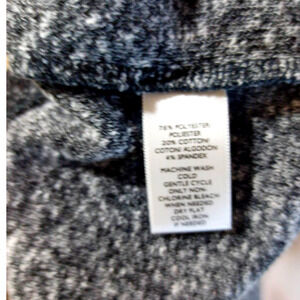 76% POLYESTER
POLIESTER
20% COTTON/
COTON/ ALGODON
4% SPANDEX
MACHINE WASH
COLD
GENTLE CYCLE
ONLY NON-
CHLORINE BLEACH
WHEN NEEDED
DRY FLAT
COOL IRON
IF NEEDED